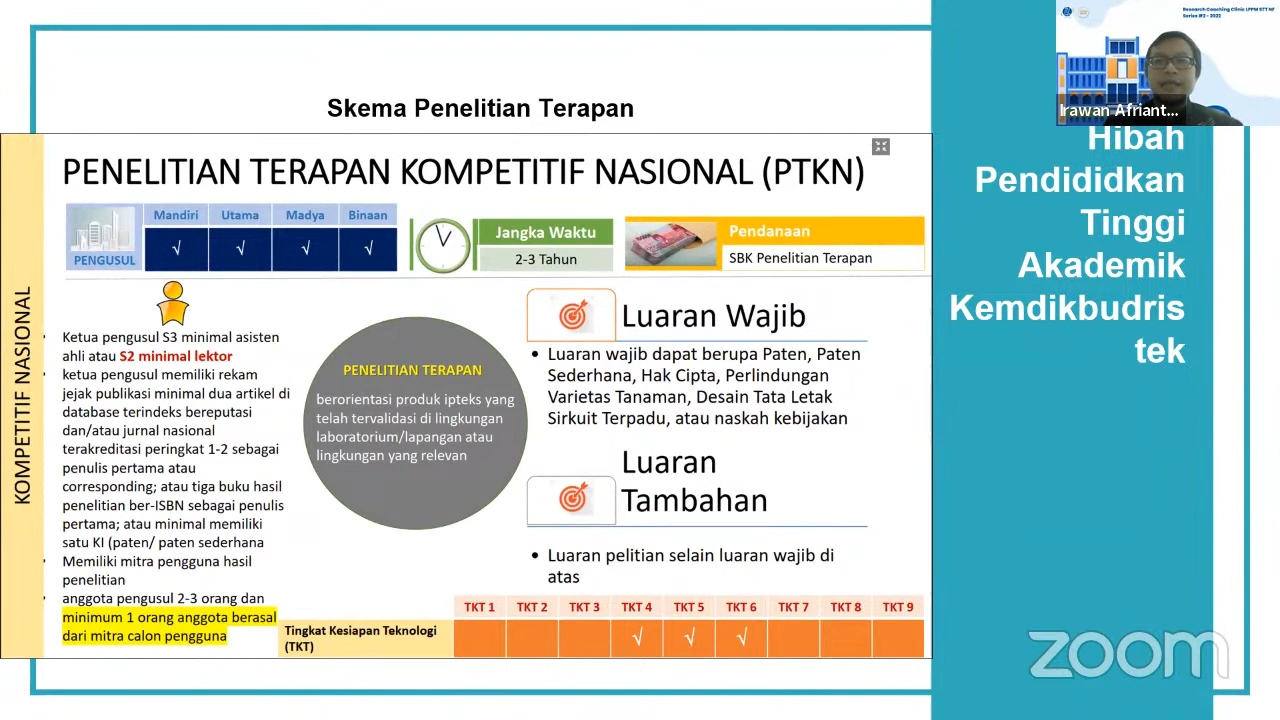 Research Coaching Clinic LPPM STT NF
Series #2 - 2022
Irawan Afriant...
Skema Penelitian Terapan
Hibah
Pendididkan
Tinggi
Akademik
Kemdikbudris
tek
KOMPETITIF NASIONAL
PENELITIAN TERAPAN KOMPETITIF NASIONAL (PTKN)
PENGUSUL
Mandiri Utama Madya Binaan
√ √ √ √
Jangka Waktu
2-3 Tahun
Pendanaan
SBK Penelitian Terapan
Ketua pengusul S3 minimal asisten
ahli atau S2 minimal lektor
ketua pengusul memiliki rekam
jejak publikasi minimal dua artikel di
database terindeks bereputasi
dan/atau jurnal nasional
terakreditasi peringkat 1-2 sebagai
penulis pertama atau
corresponding; atau tiga buku hasil
penelitian ber-ISBN sebagai penulis
pertama; atau minimal memiliki
satu KI (paten/ paten sederhana
Memiliki mitra pengguna hasil
penelitian
anggota pengusul 2-3 orang dan
minimum 1 orang anggota berasal
dari mitra calon pengguna
PENELITIAN TERAPAN
berorientasi produk ipteks yang
telah tervalidasi di lingkungan
laboratorium/lapangan atau
lingkungan yang relevan
Luaran Wajib
• Luaran wajib dapat berupa Paten, Paten
Sederhana, Hak Cipta, Perlindungan
Varietas Tanaman, Desain Tata Letak
Sirkuit Terpadu, atau naskah kebijakan
Luaran
Tambahan
• Luaran pelitian selain luaran wajib di
atas
TKT 1 TKT 2 TKT 3 TKT 4 TKT 5 TKT 6 TKT 7 TKT 8 TKT 9
Tingkat Kesiapan Teknologi
(TKT)
√ √ √
zoom